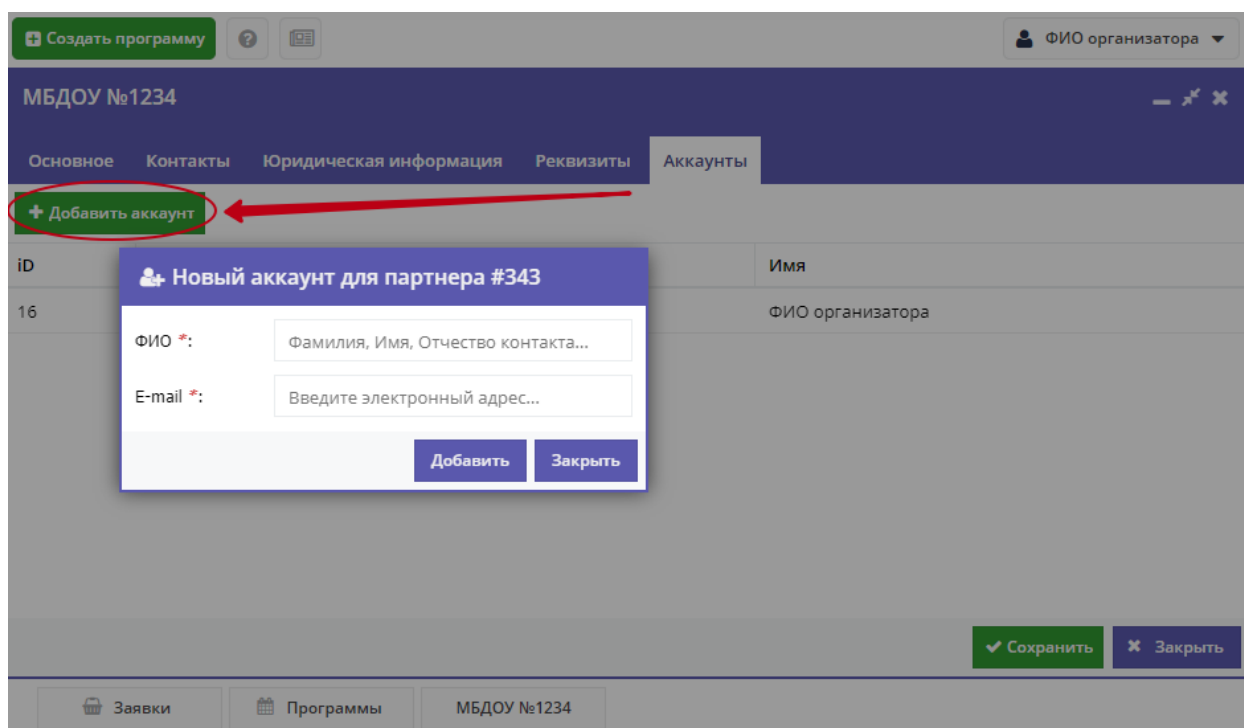 Создать программу
ФИО организатора
МБДОУ №1234
Основное Контакты Юридическая информация Реквизиты Аккаунты
Добавить аккаунт
iD Имя
16 ФИО организатора
Новый аккаунт для партнера #343
ФИО *: Фамилия, Имя, Отчество контакта...
E-mail *: Введите электронный адрес...
Добавить Закрыть
Сохранить Закрыть
Заявки Программы МБДОУ №1234